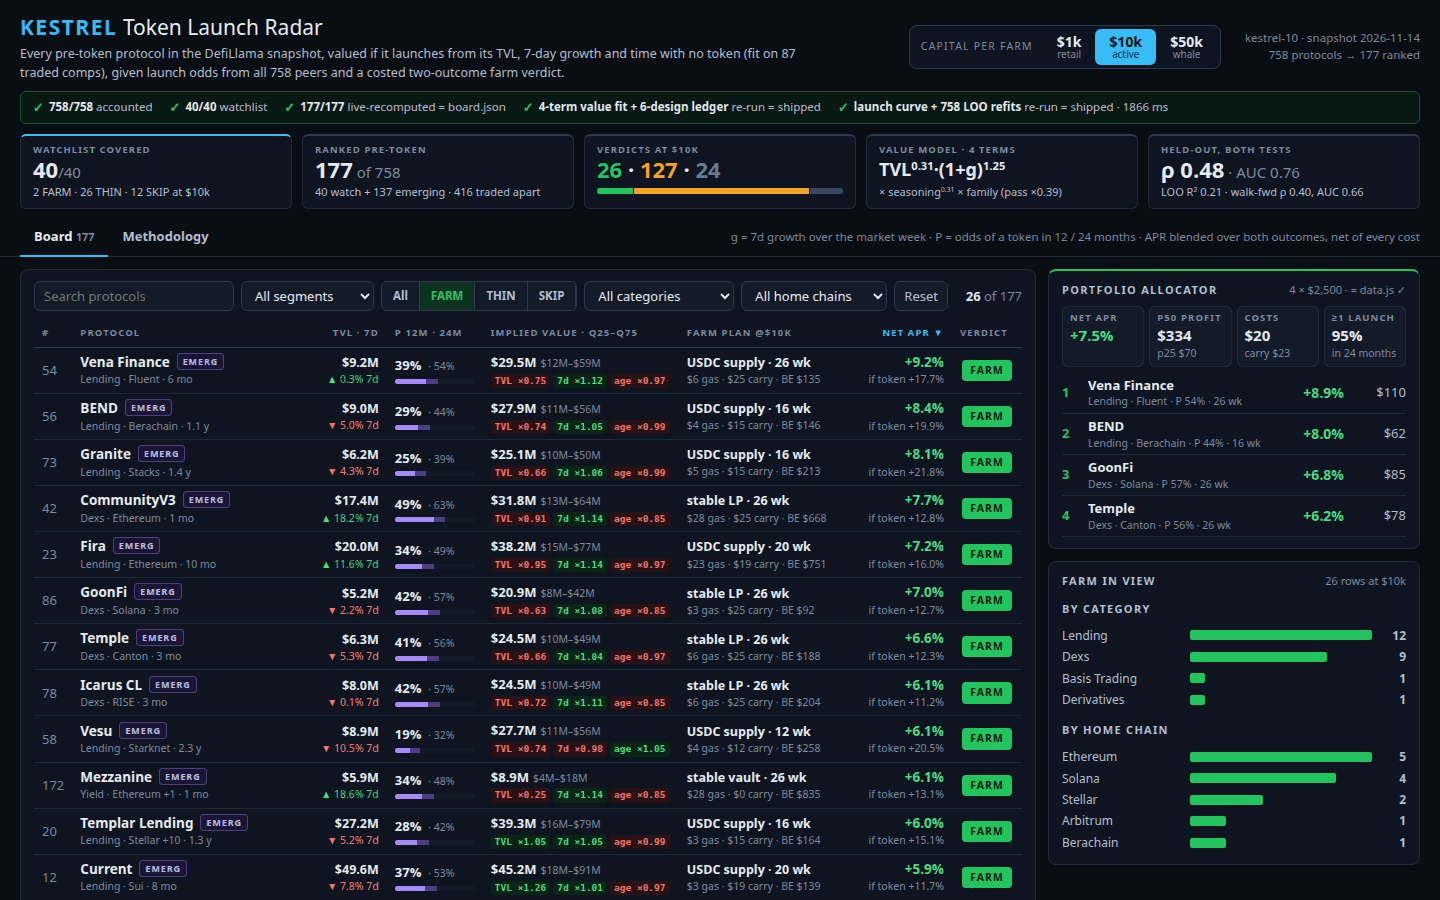 KESTREL Token Launch Radar
Every pre-token protocol in the DefiLlama snapshot, valued if it launches from its TVL, 7-day growth and time with no token (fit on 87
traded comps), given launch odds from all 758 peers and a costed two-outcome farm verdict.
CAPITAL PER FARM
$1k
retail
$10k
active
$50k
whale
kestrel-10 · snapshot 2026-11-14
758 protocols → 177 ranked
✓ 758/758 accounted ✓ 40/40 watchlist ✓ 177/177 live-recomputed = board.json ✓ 4-term value fit + 6-design ledger re-run = shipped ✓ launch curve + 758 LOO refits re-run = shipped · 1866 ms
WATCHLIST COVERED
40/40
2 FARM · 26 THIN · 12 SKIP at $10k
RANKED PRE-TOKEN
177 of 758
40 watch + 137 emerging · 416 traded apart
VERDICTS AT $10K
26 · 127 · 24
VALUE MODEL · 4 TERMS
TVL^0.31·(1+g)^1.25
× seasoning^0.31 × family (pass ×0.39)
HELD-OUT, BOTH TESTS
ρ 0.48 · AUC 0.76
LOO R² 0.21 · walk-fwd ρ 0.40, AUC 0.66
Board 177 Methodology
g = 7d growth over the market week · P = odds of a token in 12 / 24 months · APR blended over both outcomes, net of every cost
Search protocols All segments All FARM THIN SKIP All categories All home chains Reset 26 of 177
# PROTOCOL TVL · 7D P 12M · 24M IMPLIED VALUE · Q25–Q75 FARM PLAN @$10K NET APR ▼ VERDICT
54 Vena Finance EMERG $9.2M 39% · 54% $29.5M $12M–$59M USDC supply · 26 wk +9.2% FARM
Lending · Fluent · 6 mo ▲ 0.3% 7d TVL ×0.75 7d ×1.12 age ×0.97 $6 gas · $25 carry · BE $135 if token +17.7%
56 BEND EMERG $9.0M 29% · 44% $27.9M $11M–$56M USDC supply · 16 wk +8.4% FARM
Lending · Berachain · 1.1 y ▼ 5.0% 7d TVL ×0.74 7d ×1.05 age ×0.99 $4 gas · $15 carry · BE $146 if token +19.9%
73 Granite EMERG $6.2M 25% · 39% $25.1M $10M–$50M USDC supply · 16 wk +8.1% FARM
Lending · Stacks · 1.4 y ▼ 4.3% 7d TVL ×0.66 7d ×1.06 age ×0.99 $5 gas · $15 carry · BE $213 if token +21.8%
42 CommunityV3 EMERG $17.4M 49% · 63% $31.8M $13M–$64M stable LP · 26 wk +7.7% FARM
Dexs · Ethereum · 1 mo ▲ 18.2% 7d TVL ×0.91 7d ×1.14 age ×0.85 $28 gas · $25 carry · BE $668 if token +12.8%
23 Fira EMERG $20.0M 34% · 49% $38.2M $15M–$77M USDC supply · 20 wk +7.2% FARM
Lending · Ethereum · 10 mo ▲ 11.6% 7d TVL ×0.95 7d ×1.14 age ×0.97 $23 gas · $19 carry · BE $751 if token +16.0%
86 GoonFi EMERG $5.2M 42% · 57% $20.9M $8M–$42M stable LP · 26 wk +7.0% FARM
Dexs · Solana · 3 mo ▼ 2.2% 7d TVL ×0.63 7d ×1.08 age ×0.85 $3 gas · $25 carry · BE $92 if token +12.7%
77 Temple EMERG $6.3M 41% · 56% $24.5M $10M–$49M stable LP · 26 wk +6.6% FARM
Dexs · Canton · 3 mo ▼ 5.3% 7d TVL ×0.66 7d ×1.04 age ×0.97 $6 gas · $25 carry · BE $188 if token +12.3%
78 Icarus CL EMERG $8.0M 42% · 57% $24.5M $10M–$49M stable LP · 26 wk +6.1% FARM
Dexs · RISE · 3 mo ▼ 0.1% 7d TVL ×0.72 7d ×1.11 age ×0.85 $6 gas · $25 carry · BE $204 if token +11.2%
58 Vesu EMERG $8.9M 19% · 32% $27.7M $11M–$56M USDC supply · 12 wk +6.1% FARM
Lending · Starknet · 2.3 y ▼ 10.5% 7d TVL ×0.74 7d ×0.98 age ×1.05 $4 gas · $12 carry · BE $258 if token +20.5%
172 Mezzanine EMERG $5.9M 34% · 48% $8.9M $4M–$18M stable vault · 26 wk +6.1% FARM
Yield · Ethereum +1 · 1 mo ▲ 18.6% 7d TVL ×0.25 7d ×1.14 age ×0.85 $28 gas · $0 carry · BE $835 if token +13.1%
20 Templar Lending EMERG $27.2M 28% · 42% $39.3M $16M–$79M USDC supply · 16 wk +6.0% FARM
Lending · Stellar +10 · 1.3 y ▼ 5.2% 7d TVL ×1.05 7d ×1.05 age ×0.99 $3 gas · $15 carry · BE $164 if token +15.1%
12 Current EMERG $49.6M 37% · 53% $45.2M $18M–$91M USDC supply · 20 wk +5.9% FARM
Lending · Sui · 8 mo ▼ 7.8% 7d TVL ×1.26 7d ×1.01 age ×0.97 $3 gas · $19 carry · BE $139 if token +11.7%
PORTFOLIO ALLOCATOR 4 × $2,500 · = data.js ✓
NET APR
+7.5%
P50 PROFIT
$334
p25 $70
COSTS
$20
carry $23
≥1 LAUNCH
95%
in 24 months
1 Vena Finance +8.9% $110
Lending · Fluent · P 54% · 26 wk
2 BEND +8.0% $62
Lending · Berachain · P 44% · 16 wk
3 GoonFi +6.8% $85
Dexs · Solana · P 57% · 26 wk
4 Temple +6.2% $78
Dexs · Canton · P 56% · 26 wk
FARM IN VIEW 26 rows at $10k
BY CATEGORY
Lending 12
Dexs 9
Basis Trading 1
Derivatives 1
BY HOME CHAIN
Ethereum 5
Solana 4
Stellar 2
Arbitrum 1
Berachain 1